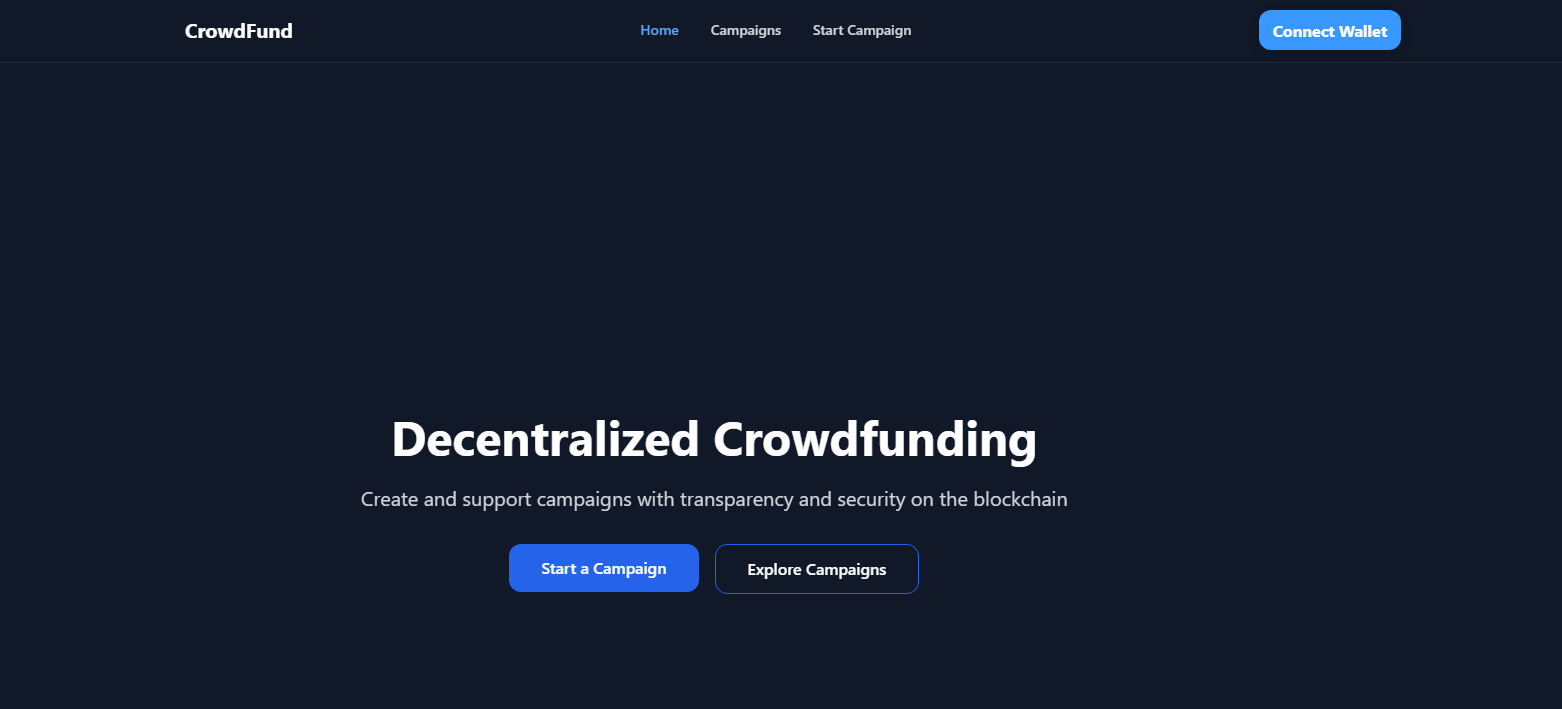 CrowdFund Home Campaigns Start Campaign Connect Wallet
Decentralized Crowdfunding
Create and support campaigns with transparency and security on the blockchain
Start a Campaign Explore Campaigns